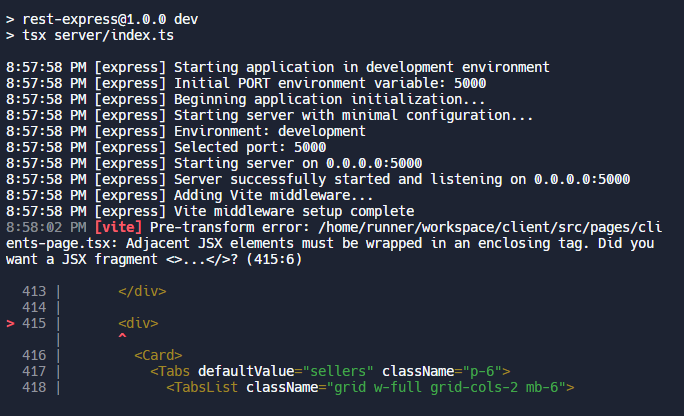 > rest-express@1.0.0 dev
> tsx server/index.ts
8:57:58 PM [express] Starting application in development environment
8:57:58 PM [express] Initial PORT environment variable: 5000
8:57:58 PM [express] Beginning application initialization...
8:57:58 PM [express] Starting server with minimal configuration...
8:57:58 PM [express] Environment: development
8:57:58 PM [express] Selected port: 5000
8:57:58 PM [express] Starting server on 0.0.0.0:5000
8:57:58 PM [express] Server successfully started and listening on 0.0.0.0:5000
8:57:58 PM [express] Adding Vite middleware...
8:57:58 PM [express] Vite middleware setup complete
8:58:02 PM [vite] Pre-transform error: /home/runner/workspace/client/src/pages/cli
ents-page.tsx: Adjacent JSX elements must be wrapped in an enclosing tag. Did you
want a JSX fragment <>...</>? (415:6)
  413 |       </div>
  414 |
> 415 |       <div>
      |       ^
  416 |         <Card>
  417 |           <Tabs defaultValue="sellers" className="p-6">
  418 |             <TabsList className="grid w-full grid-cols-2 mb-6">